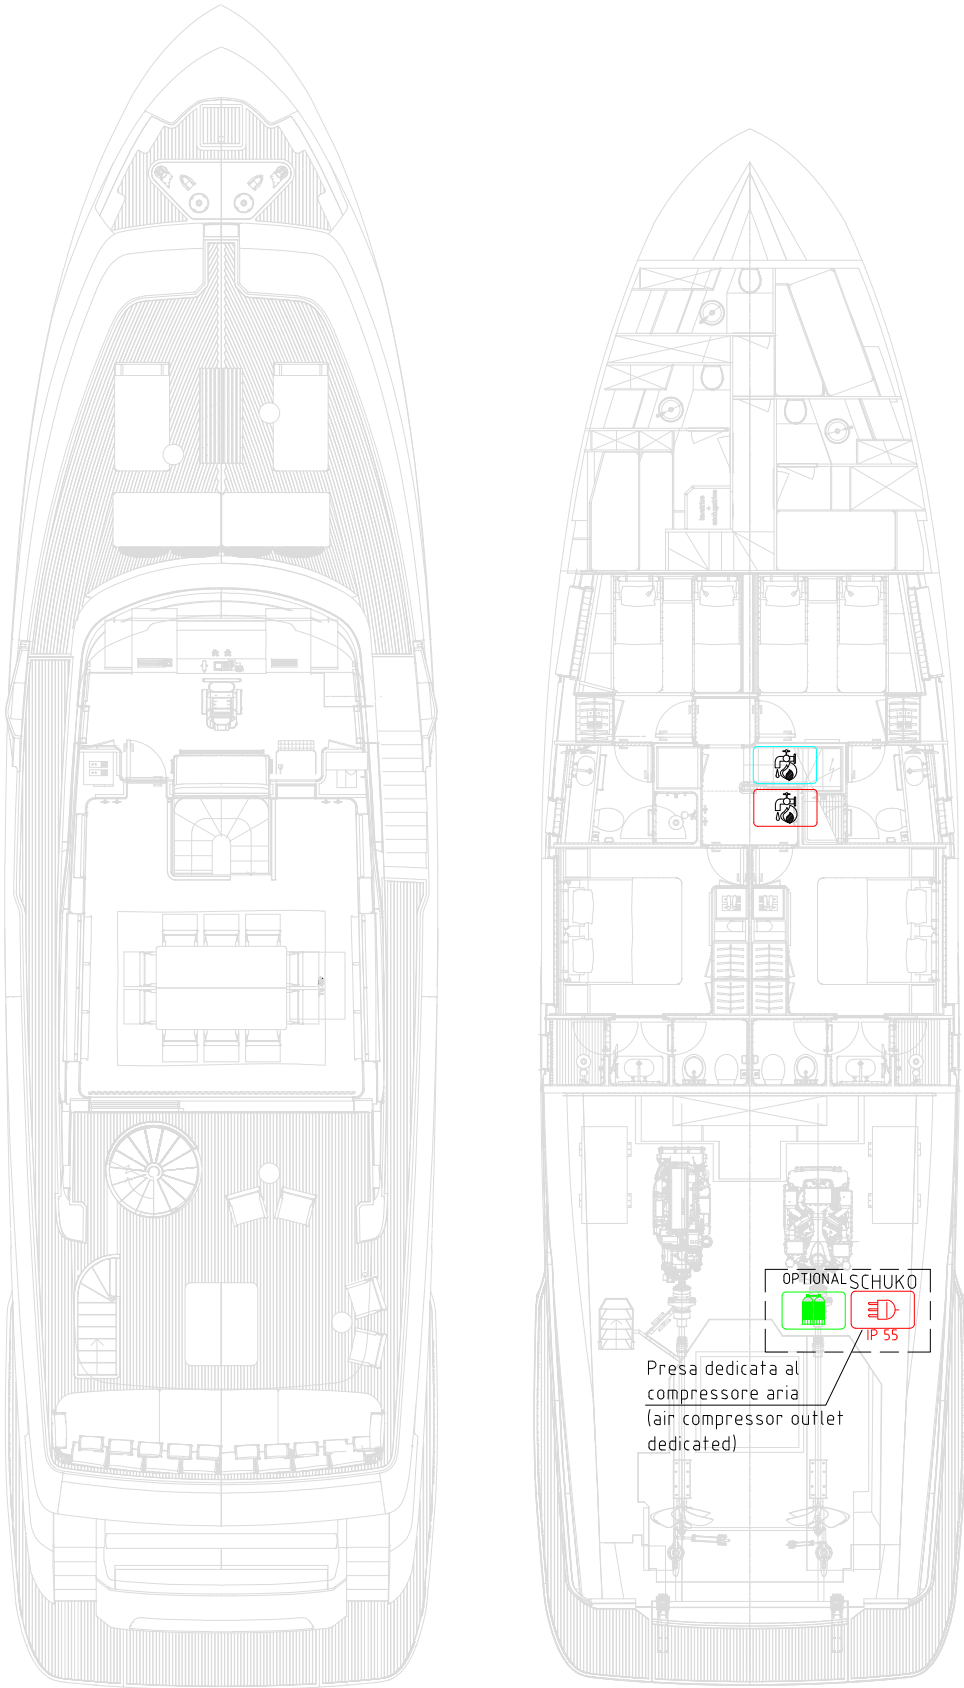 OPTIONAL
SCHUKO
IP 55
Presa dedicata al
compressore aria
(air compressor outlet
dedicated)